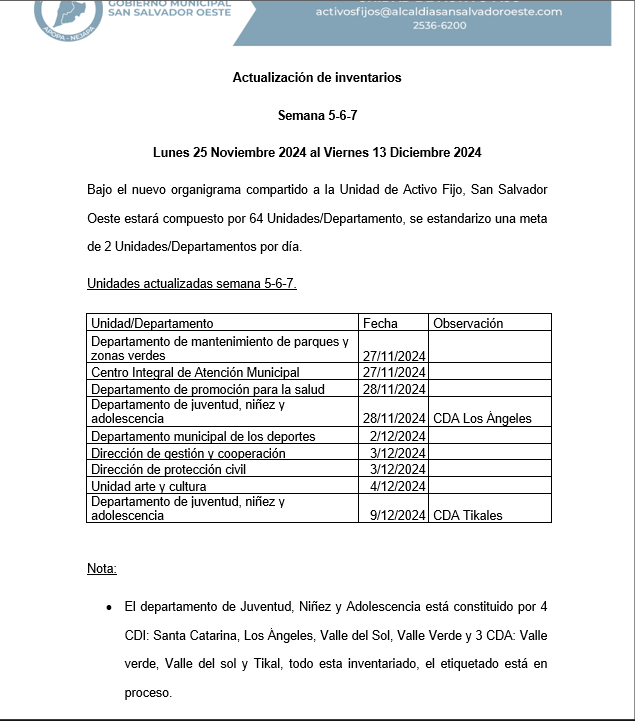 GOBIERNO MUNICIPAL
SAN SALVADOR OESTE
APOPA - NEJAPA
activosfijos@alcaldiasansalvadoroeste.com
2536-6200
Actualización de inventarios
Semana 5-6-7
Lunes 25 Noviembre 2024 al Viernes 13 Diciembre 2024
Bajo el nuevo organigrama compartido a la Unidad de Activo Fijo, San Salvador
Oeste estará compuesto por 64 Unidades/Departamento, se estandarizo una meta
de 2 Unidades/Departamentos por día.
Unidades actualizadas semana 5-6-7.
Unidad/Departamento Fecha Observación
Departamento de mantenimiento de parques y
zonas verdes 27/11/2024
Centro Integral de Atención Municipal 27/11/2024
Departamento de promoción para la salud 28/11/2024
Departamento de juventud, niñez y
adolescencia 28/11/2024 CDA Los Ángeles
Departamento municipal de los deportes 2/12/2024
Dirección de gestión y cooperación 3/12/2024
Dirección de protección civil 3/12/2024
Unidad arte y cultura 4/12/2024
Departamento de juventud, niñez y
adolescencia 9/12/2024 CDA Tikales
Nota:
• El departamento de Juventud, Niñez y Adolescencia está constituido por 4
CDI: Santa Catarina, Los Ángeles, Valle del Sol, Valle Verde y 3 CDA: Valle
verde, Valle del sol y Tikal, todo esta inventariado, el etiquetado está en
proceso.